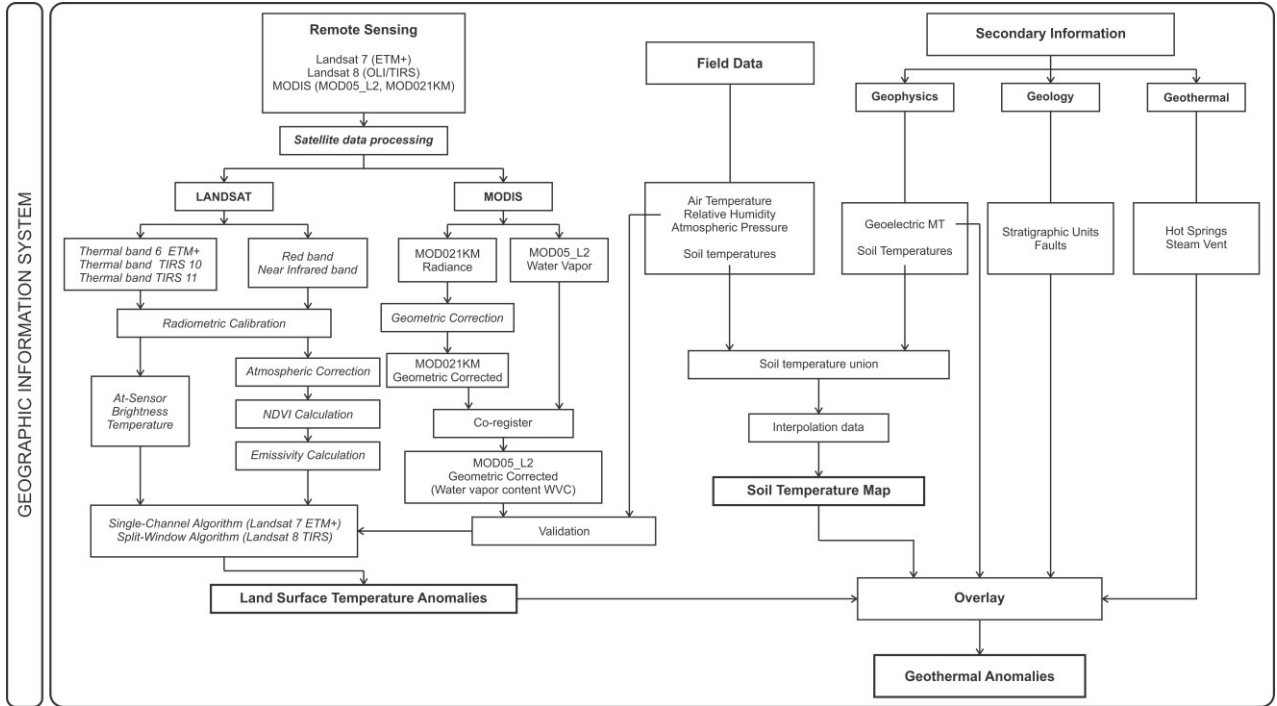 GEOGRAPHIC INFORMATION SYSTEM
Remote Sensing
Landsat 7 (ETM+)
Landsat 8 (OLI/TIRS)
MODIS (MOD05_L2, MOD021KM)
Satellite data processing
LANDSAT
MODIS
Thermal band 6 ETM+
Thermal band TIRS 10
Thermal band TIRS 11
Red band
Near Infrared band
MOD021KM
Radiance
MOD05_L2
Water Vapor
Radiometric Calibration
Geometric Correction
At-Sensor
Brightness
Temperature
Atmospheric Correction
NDVI Calculation
Emissivity Calculation
MOD021KM
Geometric Corrected
Co-register
MOD05_L2
Geometric Corrected
(Water vapor content WVC)
Single-Channel Algorithm (Landsat 7 ETM+)
Split-Window Algorithm (Landsat 8 TIRS)
Validation
Land Surface Temperature Anomalies
Field Data
Air Temperature
Relative Humidity
Atmospheric Pressure
Soil temperatures
Secondary Information
Geophysics
Geology
Geothermal
Geoelectric MT
Soil Temperatures
Stratigraphic Units
Faults
Hot Springs
Steam Vent
Soil temperature union
Interpolation data
Soil Temperature Map
Overlay
Geothermal Anomalies